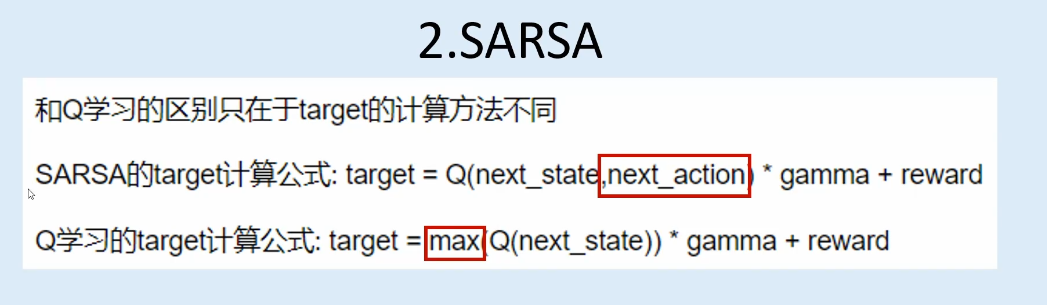 2.SARSA
和Q学习的区别只在于target的计算方法不同
SARSA的target计算公式: target = Q(next_state,next_action) * gamma + reward
Q学习的target计算公式: target = max(Q(next_state)) * gamma + reward